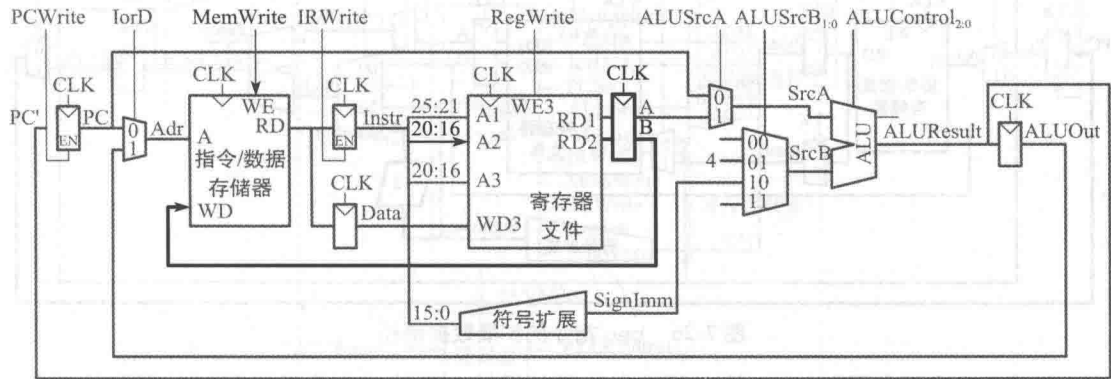 PCWrite IorD MemWrite IRWrite RegWrite ALUSrcA ALUSrcB1:0 ALUControl2:0
CLK CLK CLK CLK CLK CLK
PC' PC EN 0 1 Adr
A WE RD
指令/数据
存储器
WD
EN Instr
CLK
Data
25:21
20:16
20:16
15:0
A1 WE3 RD1
A2 RD2
A3
WD3
寄存器
文件
A
B
0
1
SrcA
4
00
01
10
11
SrcB
ALU
ALUResult
ALUOut
符号扩展
SignImm